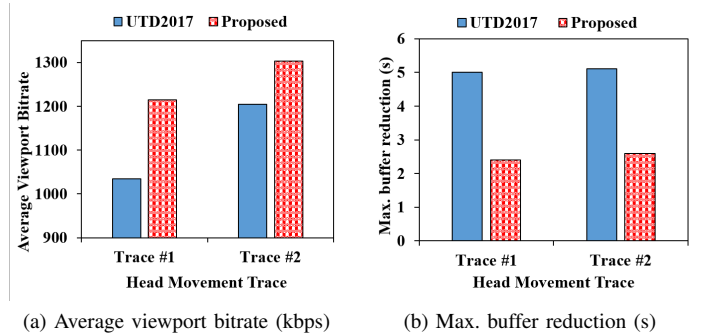 UTD2017 Proposed
1300
1200
1100
1000
900
Average Viewport Bitrate
Trace #1 Trace #2
Head Movement Trace
(a) Average viewport bitrate (kbps)
UTD2017 Proposed
6
5
4
3
2
1
0
Max. buffer reduction (s)
Trace #1 Trace #2
Head Movement Trace
(b) Max. buffer reduction (s)